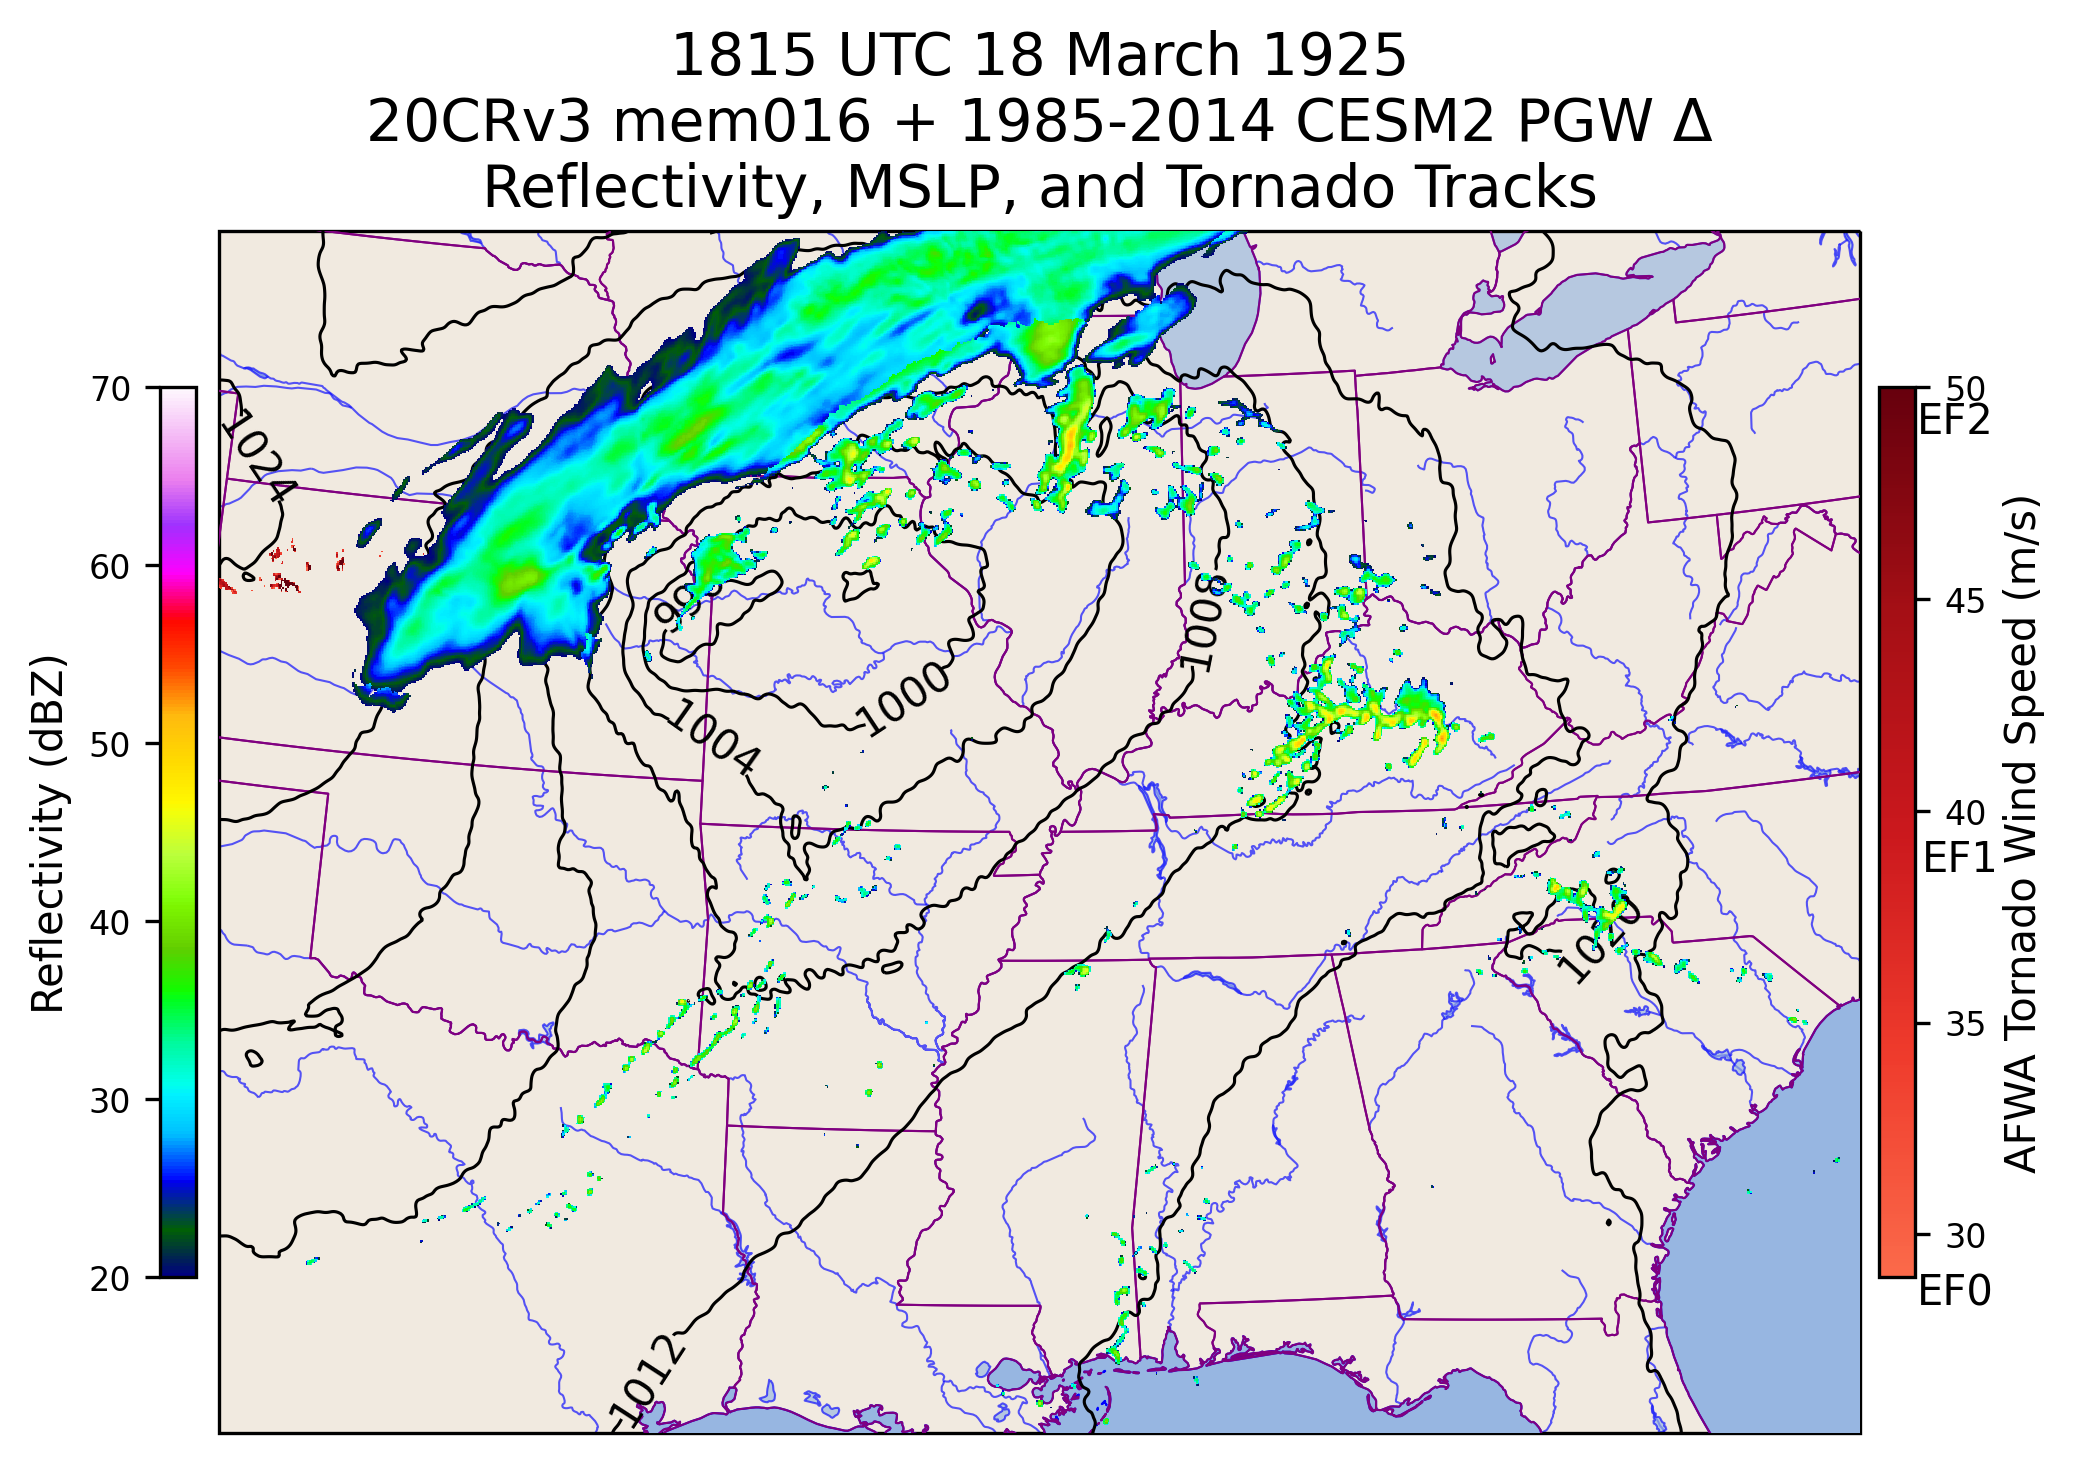 1815 UTC 18 March 1925
20CRv3 mem016 + 1985-2014 CESM2 PGW Δ
Reflectivity, MSLP, and Tornado Tracks
70
60
50
40
30
20
Reflectivity (dBZ)
1024
1004
1000
1008
1012
50
EF2
45
40
EF1
35
30
EF0
AFWA Tornado Wind Speed (m/s)